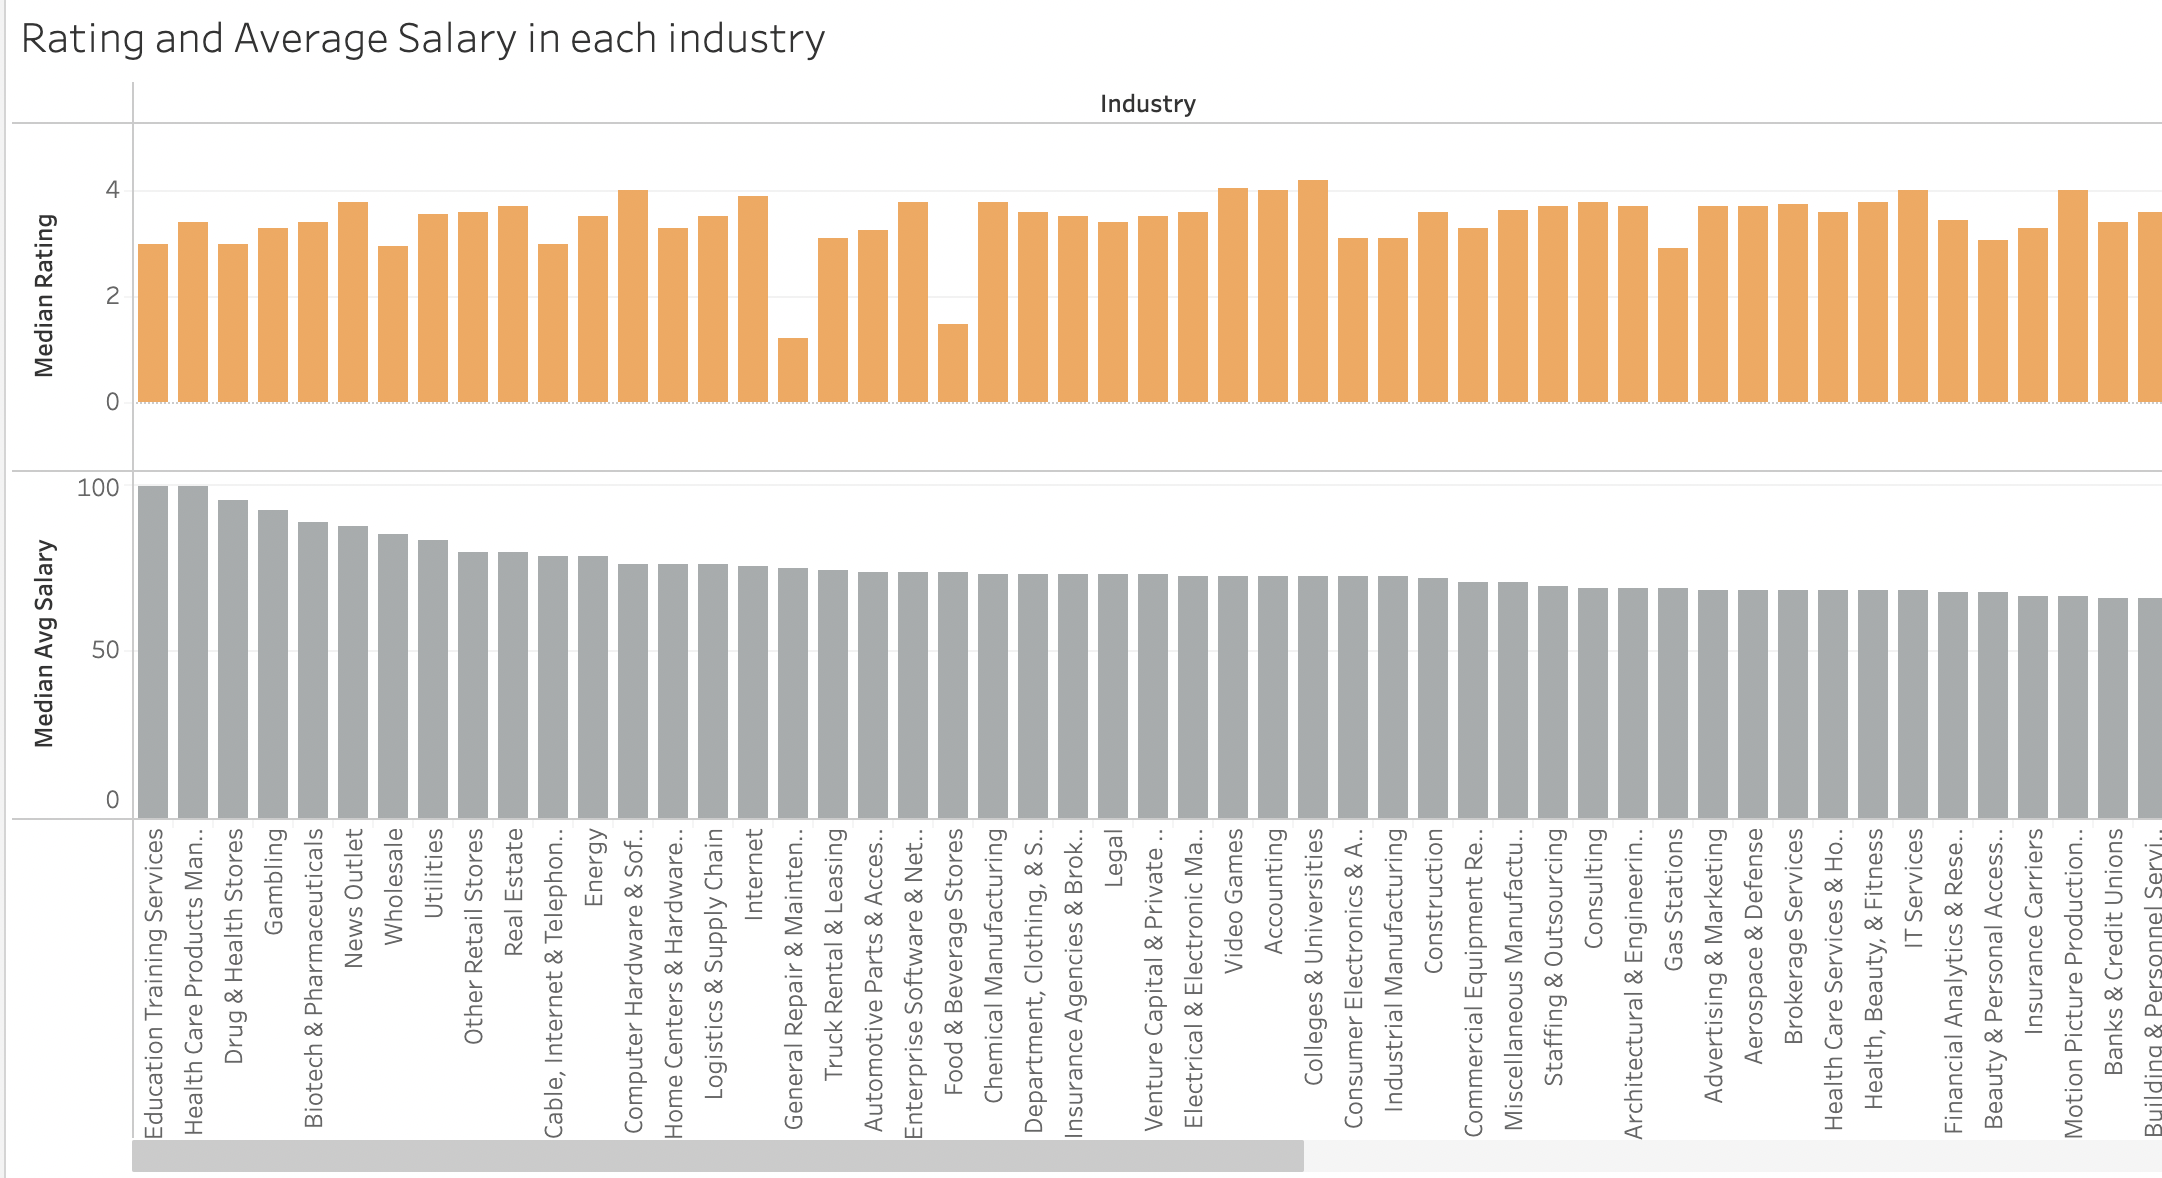 Rating and Average Salary in each industry
Industry
Median Rating
4
2
0
Median Avg Salary
100
50
0
Education Training Services
Health Care Products Man..
Drug & Health Stores
Gambling
Biotech & Pharmaceuticals
News Outlet
Wholesale
Utilities
Other Retail Stores
Real Estate
Cable, Internet & Telephon..
Energy
Computer Hardware & Sof..
Home Centers & Hardware..
Logistics & Supply Chain
Internet
General Repair & Mainten..
Truck Rental & Leasing
Automotive Parts & Acces..
Enterprise Software & Net..
Food & Beverage Stores
Chemical Manufacturing
Department, Clothing, & S..
Insurance Agencies & Brok..
Legal
Venture Capital & Private ..
Electrical & Electronic Ma..
Video Games
Accounting
Colleges & Universities
Consumer Electronics & A..
Industrial Manufacturing
Construction
Commercial Equipment Re..
Miscellaneous Manufactu..
Staffing & Outsourcing
Consulting
Architectural & Engineerin..
Gas Stations
Advertising & Marketing
Aerospace & Defense
Brokerage Services
Health Care Services & Ho..
Health, Beauty, & Fitness
IT Services
Financial Analytics & Rese..
Beauty & Personal Access..
Insurance Carriers
Motion Picture Production..
Banks & Credit Unions
Building & Personnel Servi..